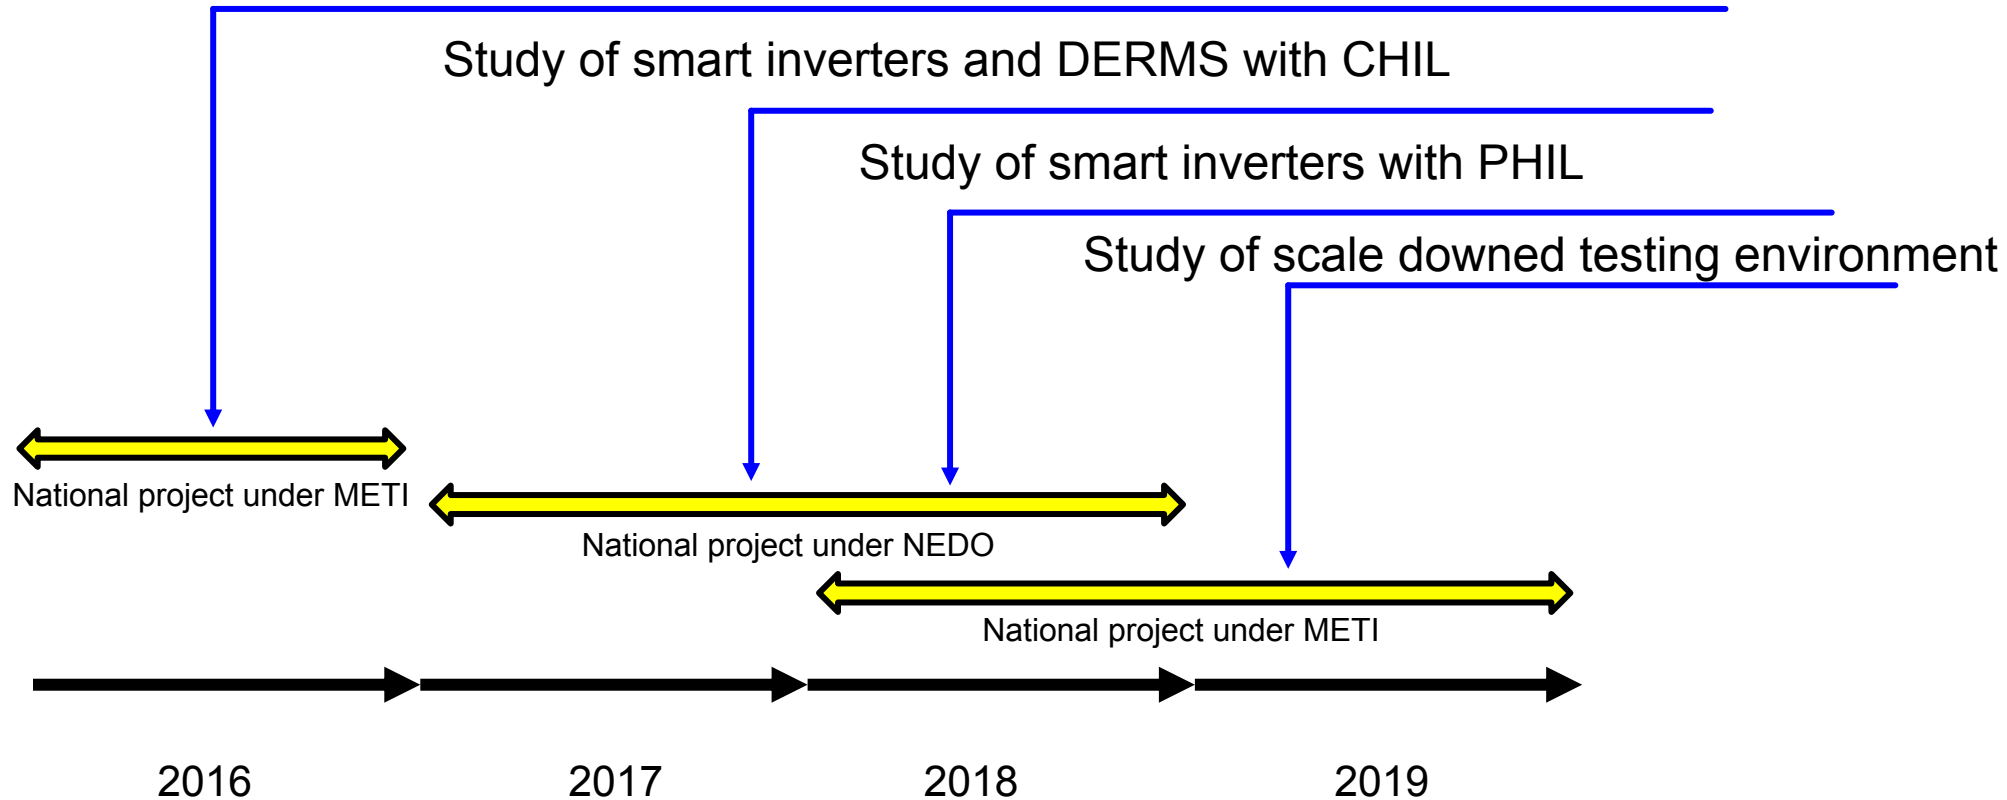 Study of smart inverters and DERMS with CHIL
Study of smart inverters with PHIL
Study of scale downed testing environment
National project under METI
National project under NEDO
National project under METI
2016
2017
2018
2019